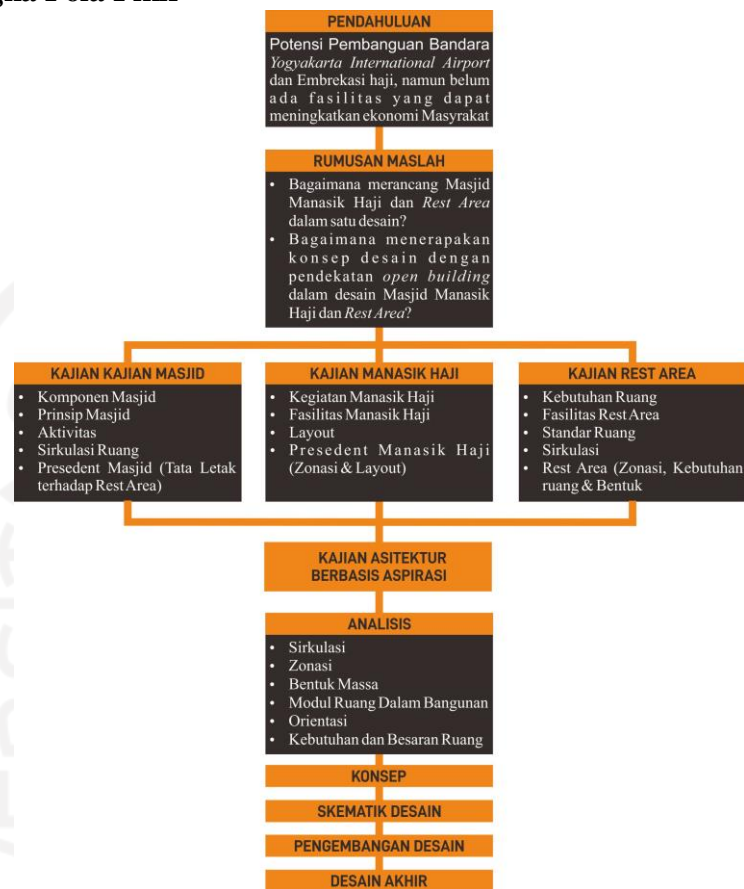 Pola Pikir
PENDAHULUAN
Potensi Pembanguan Bandara
Yogyakarta International Airport
dan Embrekasi haji, namun belum
ada fasilitas yang dapat
meningkatkan ekonomi Masyrakat
RUMUSAN MASLAH
• Bagaimana merancang Masjid
Manasik Haji dan Rest Area
dalam satu desain?
• Bagaimana menerapakan
konsep desain dengan
pendekatan open building
dalam desain Masjid Manasik
Haji dan Rest Area?
KAJIAN KAJIAN MASJID
• Komponen Masjid
• Prinsip Masjid
• Aktivitas
• Sirkulasi Ruang
• Presedent Masjid (Tata Letak
terhadap Rest Area)
KAJIAN MANASIK HAJI
• Kegiatan Manasik Haji
• Fasilitas Manasik Haji
• Layout
• Presedent Manasik Haji
(Zonasi & Layout)
KAJIAN REST AREA
• Kebutuhan Ruang
• Fasilitas Rest Area
• Standar Ruang
• Sirkulasi
• Rest Area (Zonasi, Kebutuhan
ruang & Bentuk
KAJIAN ASITEKTUR
BERBASIS ASPIRASI
ANALISIS
• Sirkulasi
• Zonasi
• Bentuk Massa
• Modul Ruang Dalam Bangunan
• Orientasi
• Kebutuhan dan Besaran Ruang
KONSEP
SKEMATIK DESAIN
PENGEMBANGAN DESAIN
DESAIN AKHIR